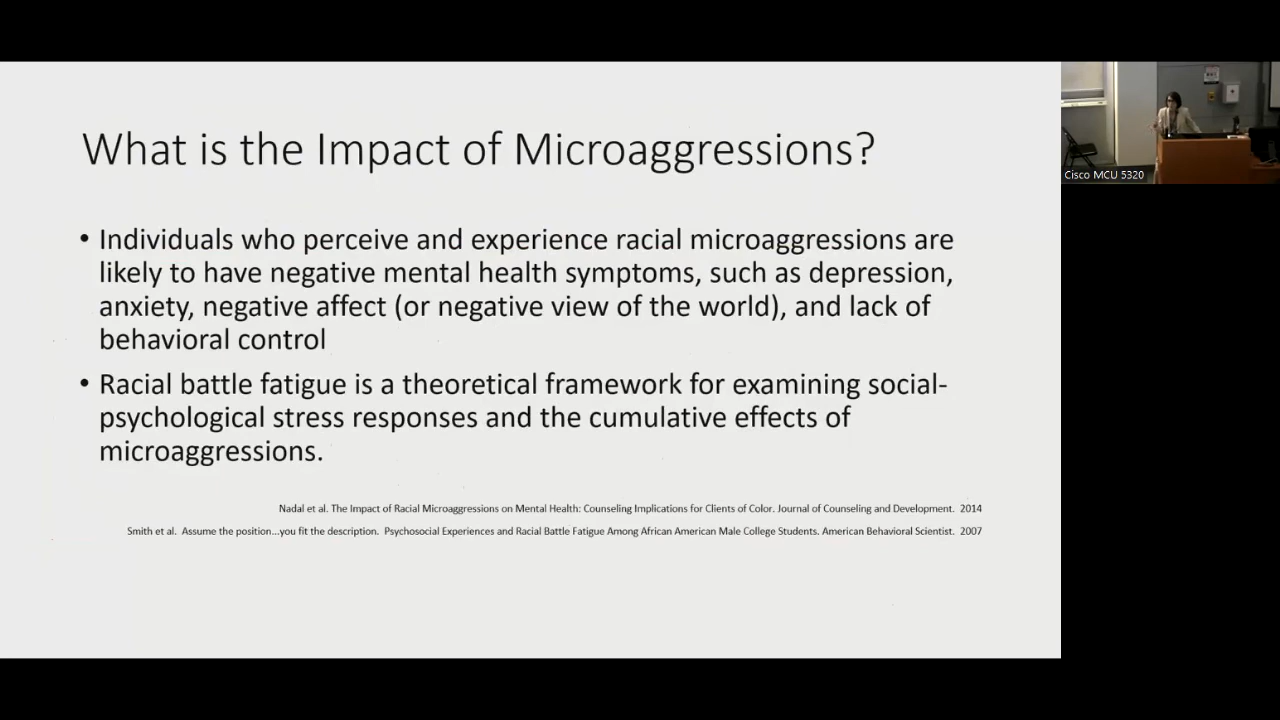 What is the Impact of Microaggressions?
• Individuals who perceive and experience racial microaggressions are
likely to have negative mental health symptoms, such as depression,
anxiety, negative affect (or negative view of the world), and lack of
behavioral control
• Racial battle fatigue is a theoretical framework for examining social-
psychological stress responses and the cumulative effects of
microaggressions.
Nadal et al. The Impact of Racial Microaggressions on Mental Health: Counseling Implications for Clients of Color. Journal of Counseling and Development. 2014
Smith et al. Assume the position...you fit the description. Psychosocial Experiences and Racial Battle Fatigue Among African American Male College Students. American Behavioral Scientist. 2007
Cisco MCU 5320